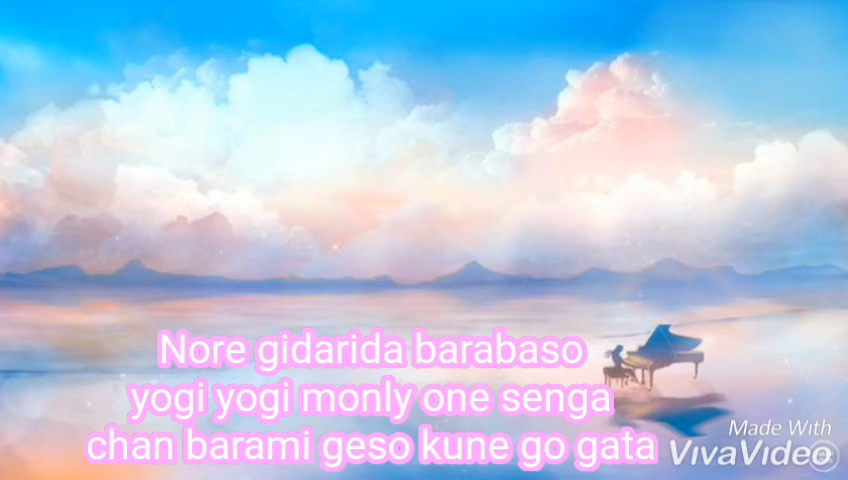 Nore gidarida barabaso
yogi yogi monly one senga
chan barami geso kune go gata
Made With
VivaVideo